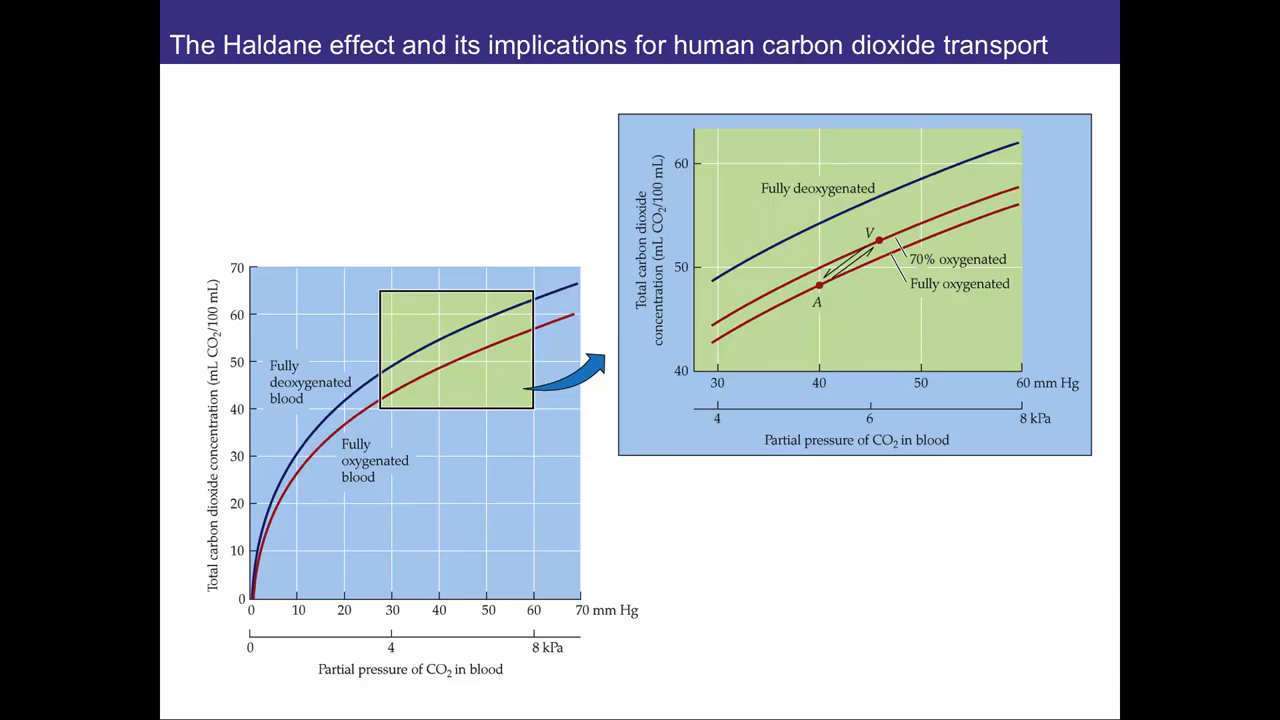 The Haldane effect and its implications for human carbon dioxide transport
Total carbon dioxide concentration (mL CO₂/100 mL)
70
60
50
40
30
20
10
0
Fully
deoxygenated
blood
Fully
oxygenated
blood
0 10 20 30 40 50 60 70 mm Hg
0 4 8 kPa
Partial pressure of CO₂ in blood
Total carbon dioxide
concentration (mL CO₂/100 mL)
60
50
40
Fully deoxygenated
V
70% oxygenated
Fully oxygenated
A
30 40 50 60 mm Hg
4 6 8 kPa
Partial pressure of CO₂ in blood